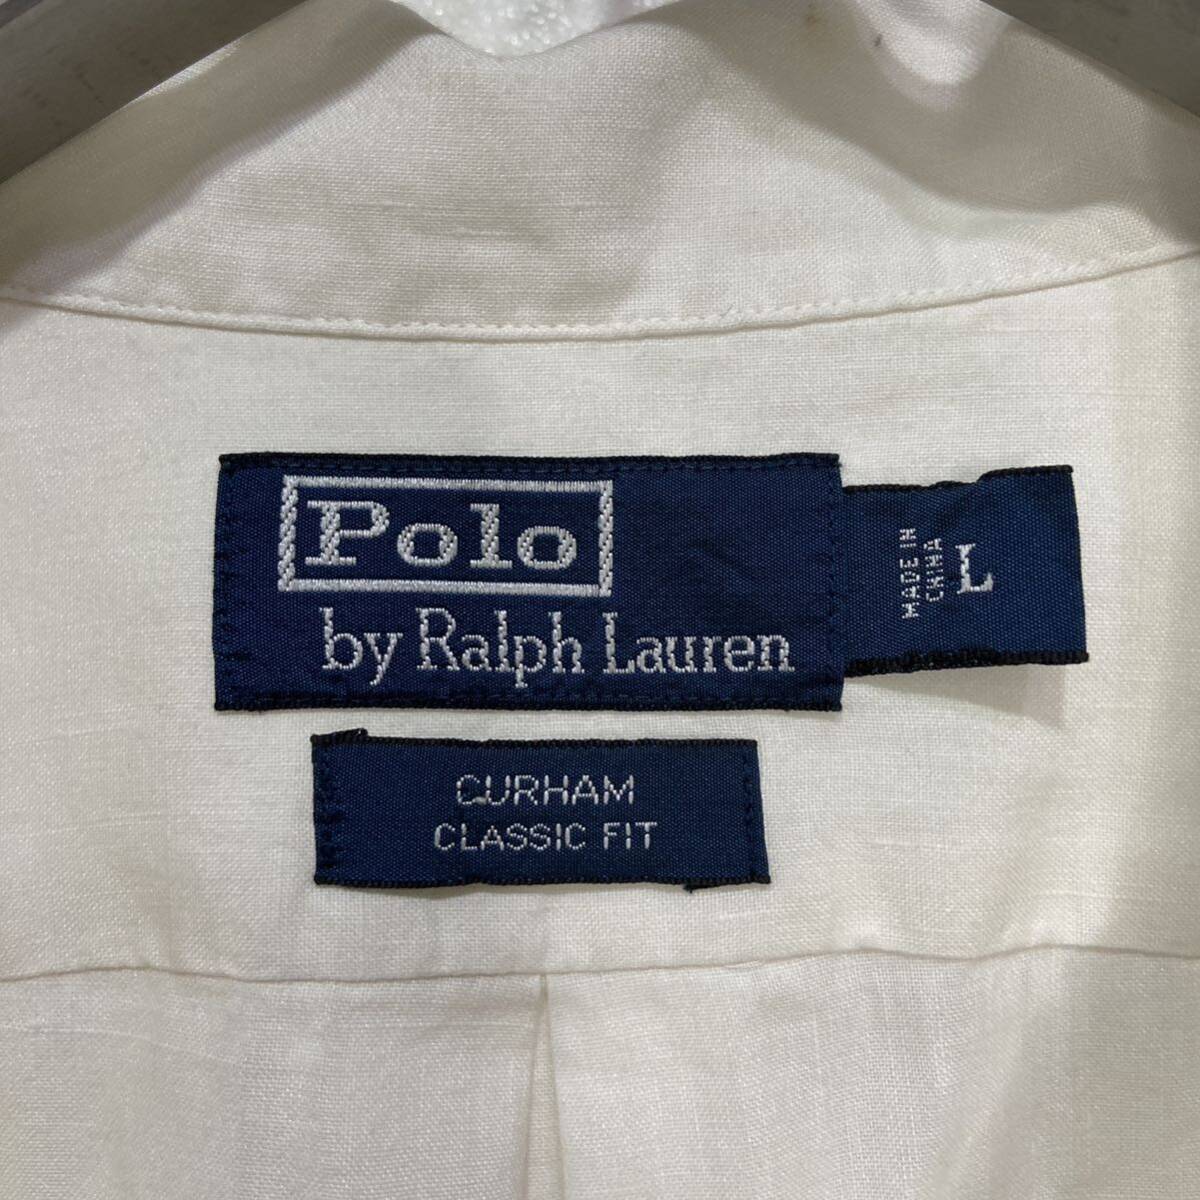 Polo
by Ralph Lauren
MADE IN
CHINA
L
CURHAM
CLASSIC FIT